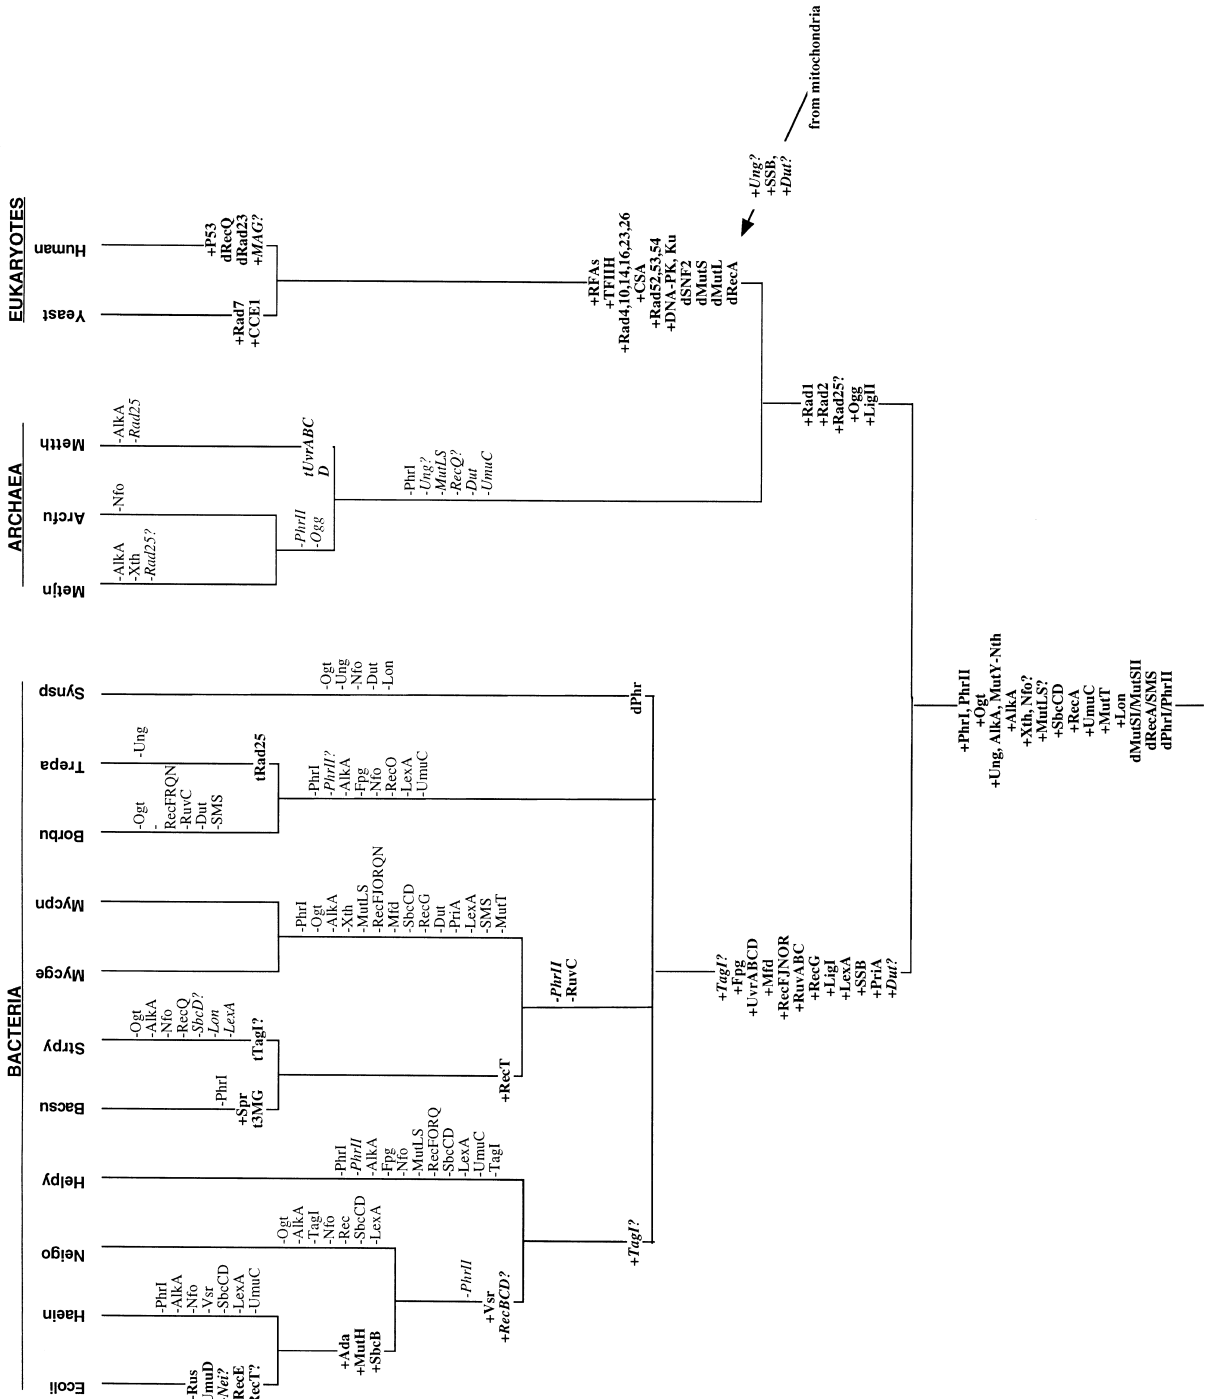 BACTERIA
ARCHAEA
EUKARYOTES
Ecoli
Haein
Neigo
Helpy
Bacsu
Strpy
Mycge
Mycpn
Borbu
Trepa
Synsp
Metjn
Arcfu
Metth
Yeast
Human
-Rus
UmuD
-Nei?
RecE
RecT?
-PhrI
-AlkA
-Nfo
-Vsr
-SbcCD
-LexA
-UmuC
+Ada
+MutH
+SbcB
-Ogt
-AlkA
-TagI
-Nfo
-Rec
-SbcCD
-LexA
-PhrII
+Vsr
+RecBCD?
-PhrI
-PhrII
-AlkA
-Fpg
-Nfo
-MutLS
-RecFORQ
-SbcCD
-LexA
-UmuC
-TagI
+TagI?
-PhrI
+Spr
t3MG
-Ogt
-AlkA
-Nfo
-RecQ
-SbcD?
-Lon
-LexA
tTagI?
+RecT
-PhrI
-Ogt
-AlkA
-Xth
-MutLS
-RecFJORQN
-Mfd
-SbcCD
-RecG
-Dut
-PriA
-LexA
-SMS
-MutT
-PhrII
-RuvC
-Ogt
-
RecFRQN
-RuvC
-Dut
-SMS
-Ung
tRad25
-PhrI
-PhrII?
-AlkA
-Fpg
-Nfo
-RecO
-LexA
-UmuC
-Ogt
-Ung
-Nfo
-Dut
-Lon
dPhr
+TagI?
+Fpg
+UvrABCD
+Mfd
+RecFJNOR
+RuvABC
+RecG
+LigI
+LexA
+SSB
+PriA
+Dut?
-AlkA
-Xth
-Rad25?
-Nfo
-PhrII
-Ogg
-AlkA
-Rad25
tUvrABC
D
-PhrI
-Ung?
-MutLS
-RecQ?
-Dut
-UmuC
+Rad7
+CCE1
+P53
dRecQ
dRad23
+MAG?
+RFAs
+TFIIH
+Rad4,10,14,16,23,26
+CSA
+Rad52,53,54
+DNA-PK, Ku
dSNF2
dMutS
dMutL
dRecA
+Ung?
+SSB,
+Dut?
from mitochondria
+Rad1
+Rad2
+Rad25?
+Ogg
+LigII
+PhrI, PhrII
+Ogt
+Ung, AlkA, MutY-Nth
+AlkA
+Xth, Nfo?
+MutLS?
+SbcCD
+RecA
+UmuC
+MutT
+Lon
dMutSI/MutSII
dRecA/SMS
dPhrI/PhrII